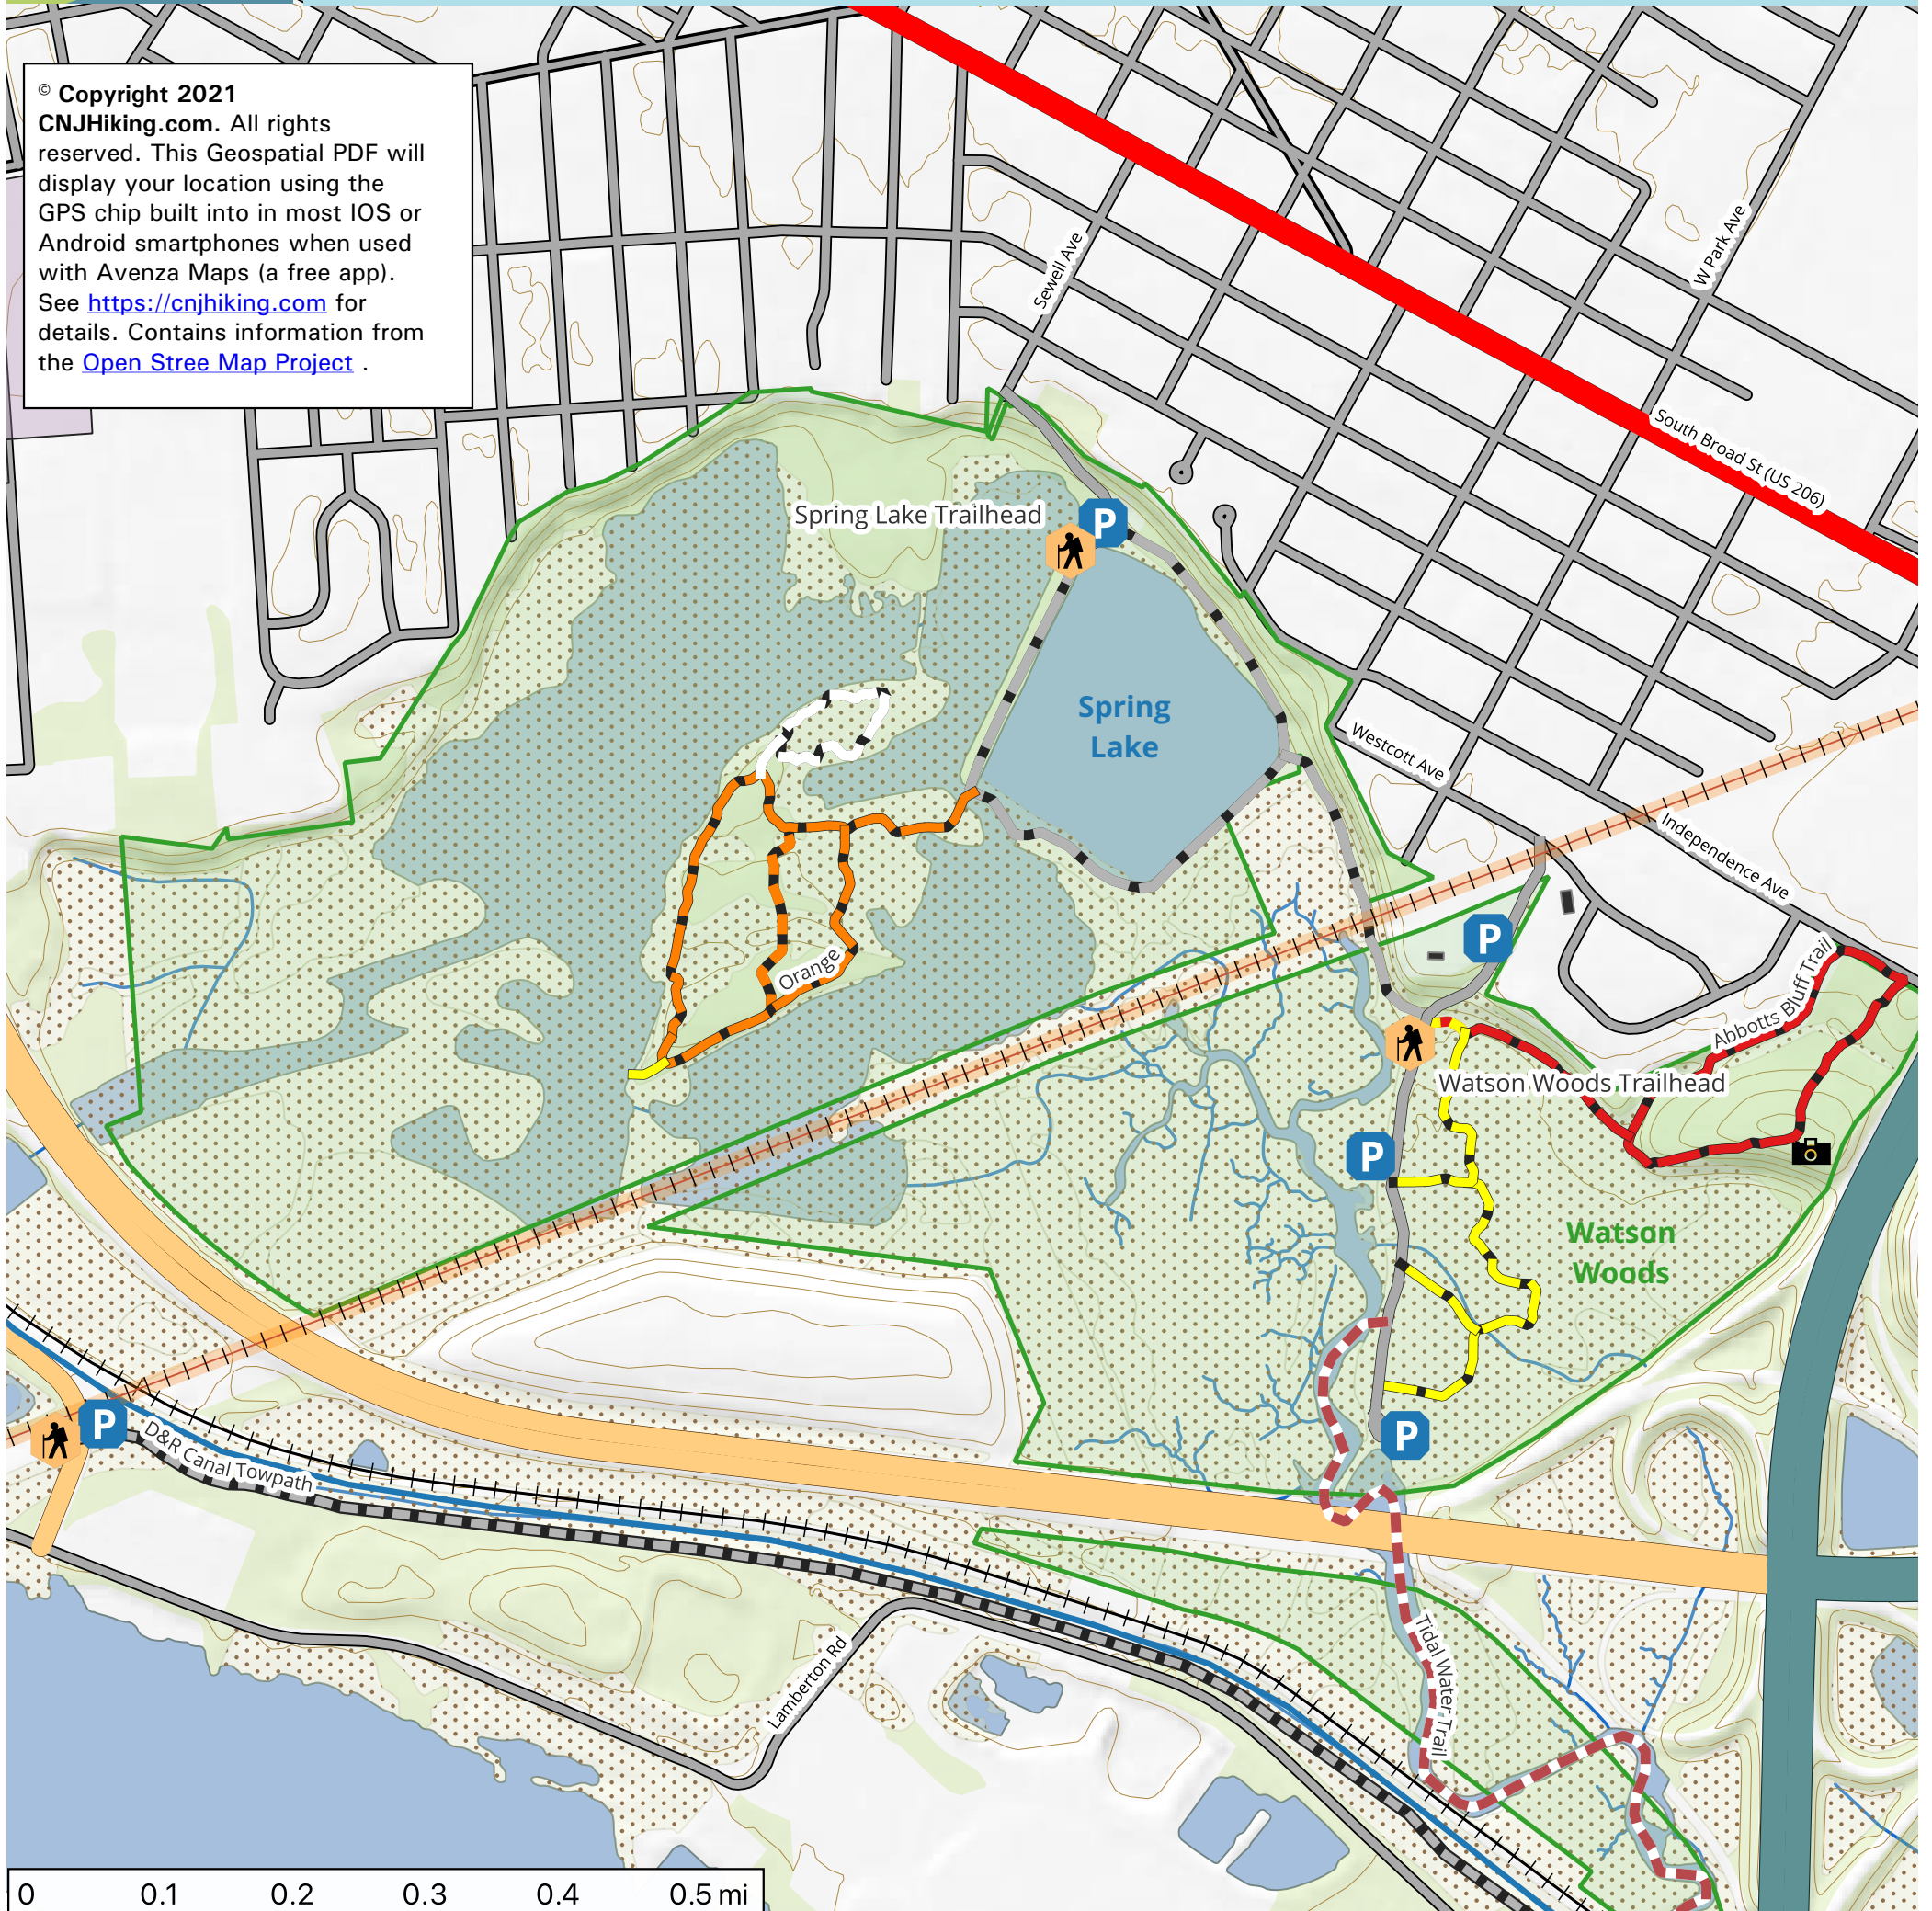 © Copyright 2021
CNJHiking.com. All rights
reserved. This Geospatial PDF will
display your location using the
GPS chip built into in most IOS or
Android smartphones when used
with Avenza Maps (a free app).
See https://cnjhiking.com for
details. Contains information from
the Open Stree Map Project .
Sewell Ave
W Park Ave
South Broad St (US 206)
Spring Lake Trailhead
P
Spring
Lake
Westcott Ave
Independence Ave
P
Orange
Abbotts Bluff Trail
Watson Woods Trailhead
P
Watson
Woods
P
D&R Canal Towpath
P
Lamberton Rd
Tidal Water Trail
0 0.1 0.2 0.3 0.4 0.5 mi